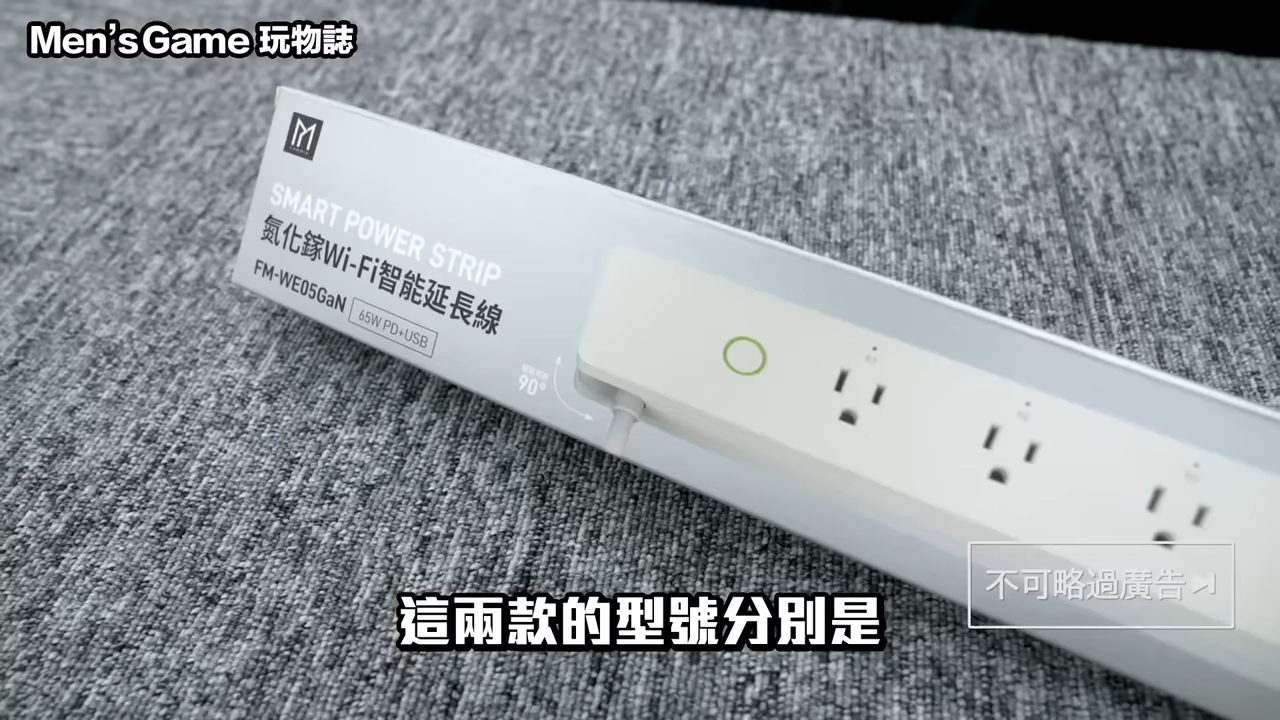 Men'sGame 玩物誌
SMART POWER STRIP
氮化鎵Wi-Fi智能延長線
FM-WE05GaN
65W PD+USB
90°
不可略過廣告
這兩款的型號分別是